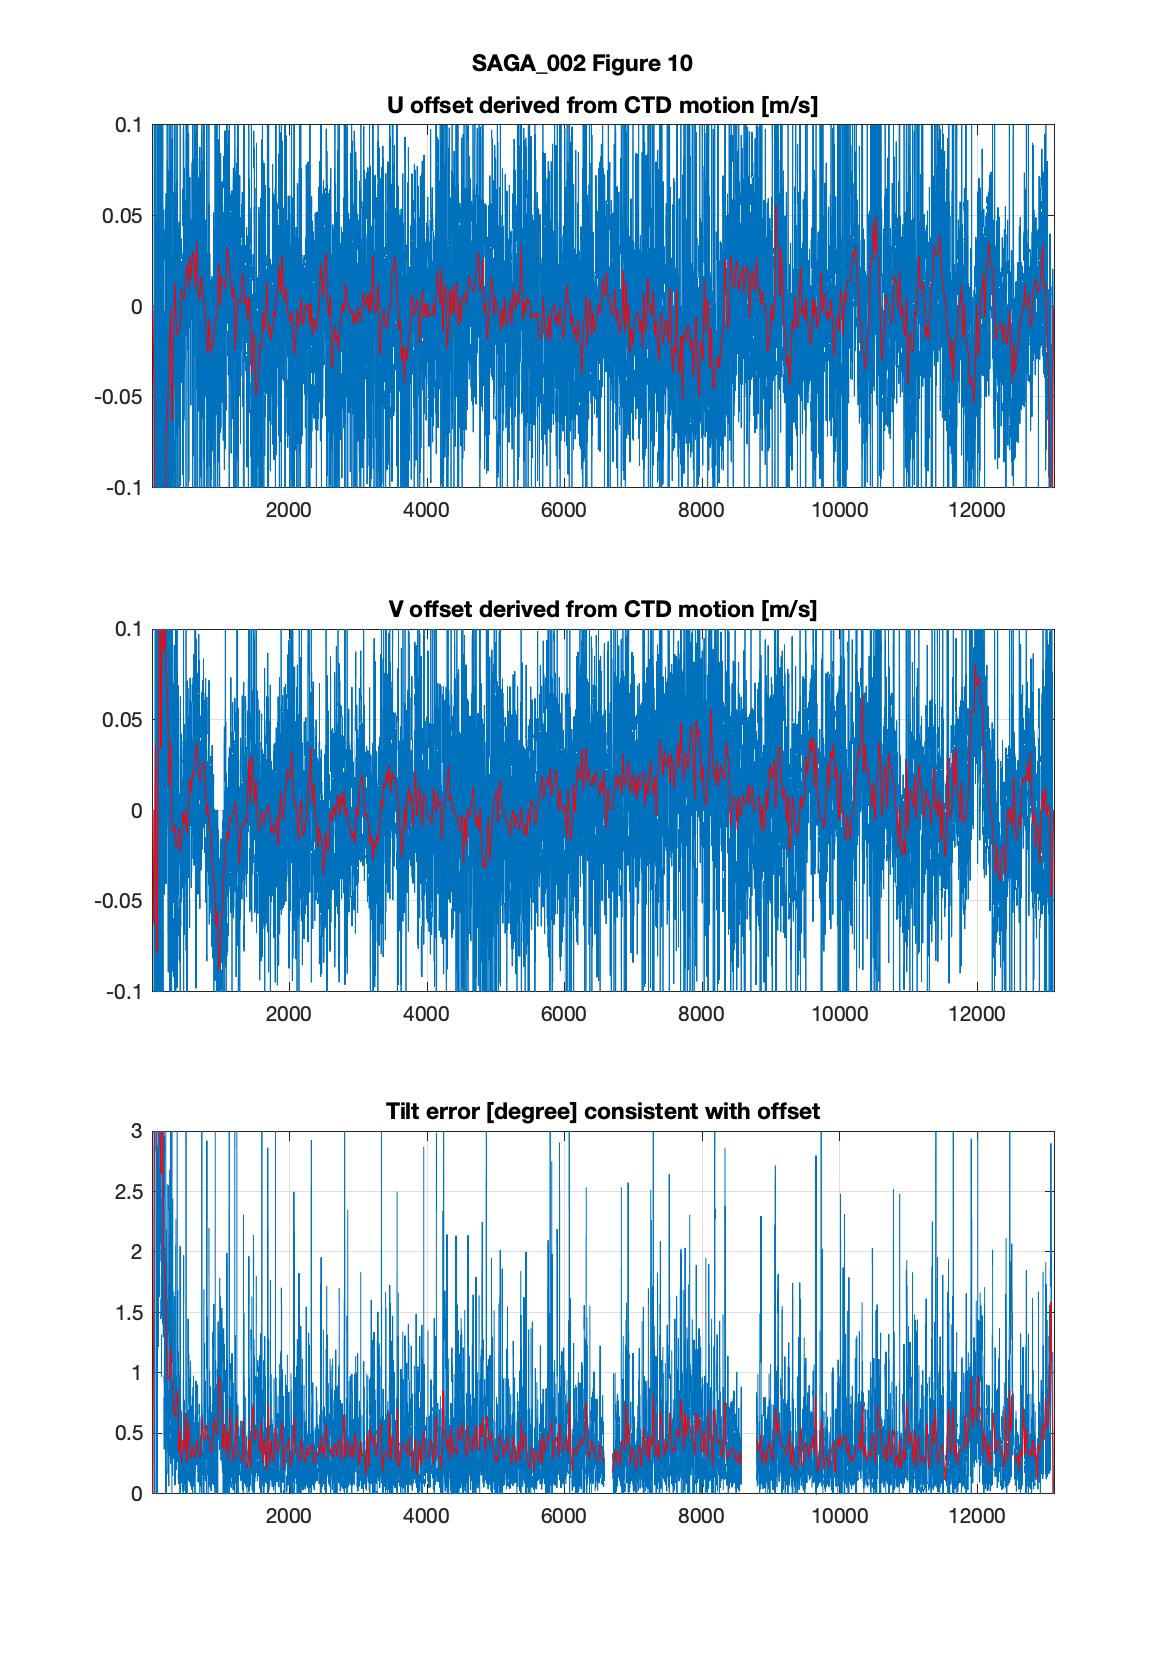 SAGA_002 Figure 10
U offset derived from CTD motion [m/s]
0.1
0.05
0
-0.05
-0.1
2000 4000 6000 8000 10000 12000
V offset derived from CTD motion [m/s]
0.1
0.05
0
-0.05
-0.1
2000 4000 6000 8000 10000 12000
Tilt error [degree] consistent with offset
3
2.5
2
1.5
1
0.5
0
2000 4000 6000 8000 10000 12000